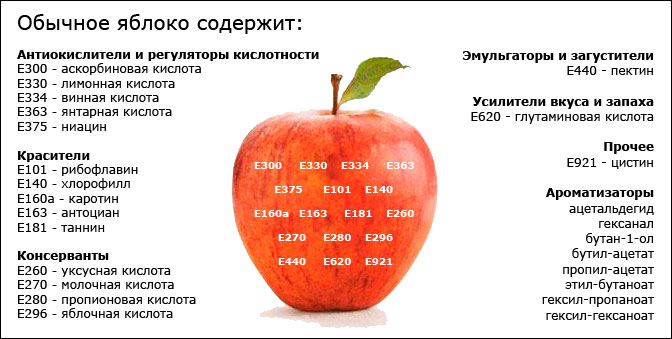 Обычное яблоко содержит:
Антиокислители и регуляторы кислотности
E300 - аскорбиновая кислота
E330 - лимонная кислота
E334 - винная кислота
E363 - янтарная кислота
E375 - ниацин
Красители
E101 - рибофлавин
E140 - хлорофилл
E160a - каротин
E163 - антоциан
E181 - таннин
Консерванты
E260 - уксусная кислота
E270 - молочная кислота
E280 - пропионовая кислота
E296 - яблочная кислота
E300 E330 E334 E363
E375 E101 E140
E160a E163 E181 E260
E270 E280 E296
E440 E620 E921
Эмульгаторы и загустители
E440 - пектин
Усилители вкуса и запаха
E620 - глутаминовая кислота
Прочее
E921 - цистин
Ароматизаторы
ацетальдегид
гексанал
бутан-1-ол
бутил-ацетат
пропил-ацетат
этил-бутаноат
гексил-пропаноат
гексил-гексаноат